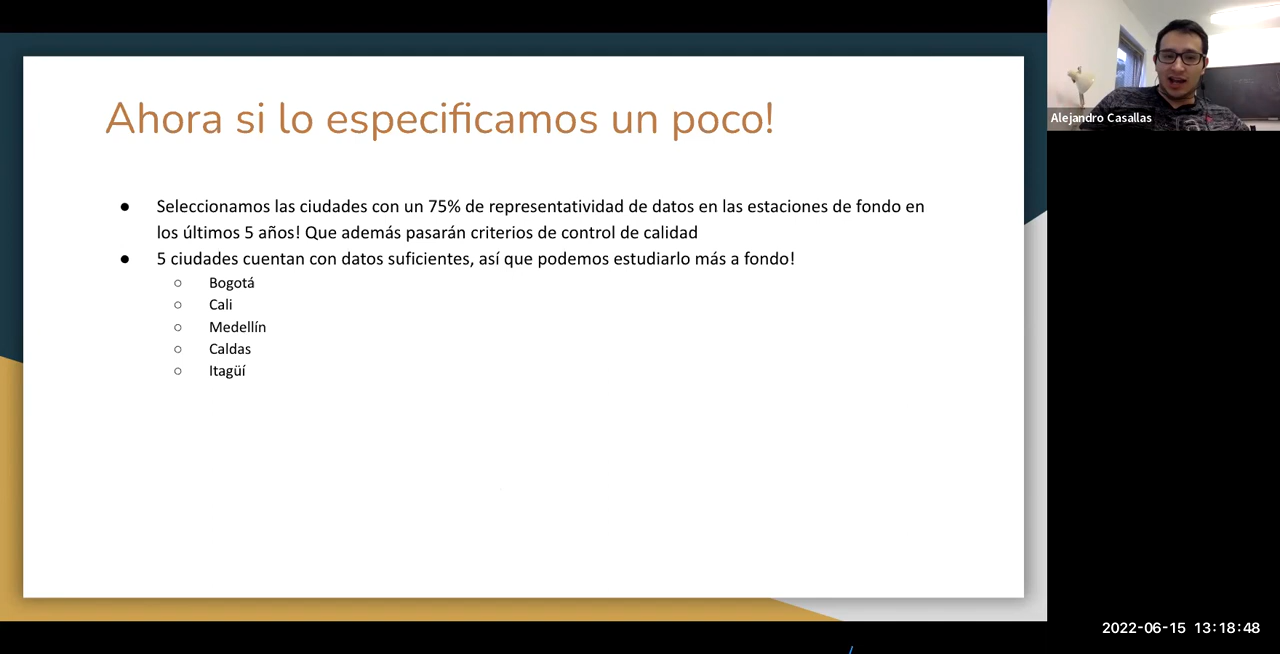 Ahora si lo especificamos un poco!
● Seleccionamos las ciudades con un 75% de representatividad de datos en las estaciones de fondo en
los últimos 5 años! Que además pasarán criterios de control de calidad
● 5 ciudades cuentan con datos suficientes, así que podemos estudiarlo más a fondo!
○ Bogotá
○ Cali
○ Medellín
○ Caldas
○ Itagüí
Alejandro Casallas
2022-06-15 13:18:48